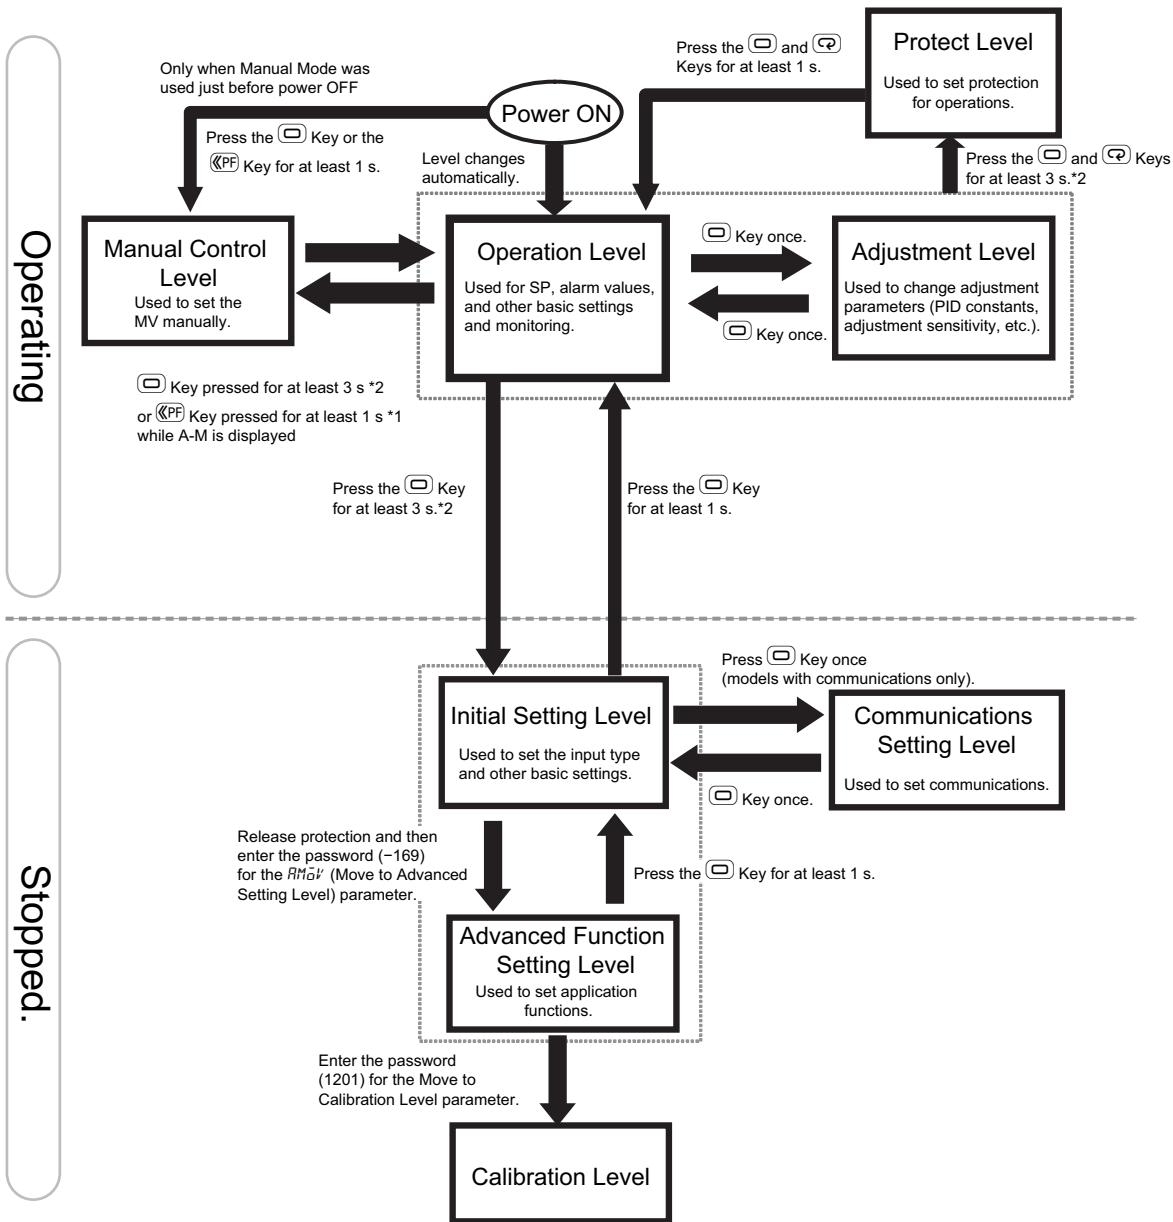 Operating
Only when Manual Mode was
used just before power OFF
Power ON
Press the and
Keys for at least 1 s.
Protect Level
Used to set protection
for operations.
Press the Key or the
PF Key for at least 1 s.
Level changes
automatically.
Press the and Keys
for at least 3 s.*2
Manual Control
Level
Used to set the
MV manually.
Operation Level
Used for SP, alarm values,
and other basic settings
and monitoring.
Key once.
Key once.
Adjustment Level
Used to change adjustment
parameters (PID constants,
adjustment sensitivity, etc.).
Key pressed for at least 3 s *2
or PF Key pressed for at least 1 s *1
while A-M is displayed
Press the Key
for at least 3 s.*2
Press the Key
for at least 1 s.
Stopped.
Initial Setting Level
Used to set the input type
and other basic settings.
Press Key once
(models with communications only).
Key once.
Communications
Setting Level
Used to set communications.
Release protection and then
enter the password (−169)
for the AMoV (Move to Advanced
Setting Level) parameter.
Press the Key for at least 1 s.
Advanced Function
Setting Level
Used to set application
functions.
Enter the password
(1201) for the Move to
Calibration Level parameter.
Calibration Level